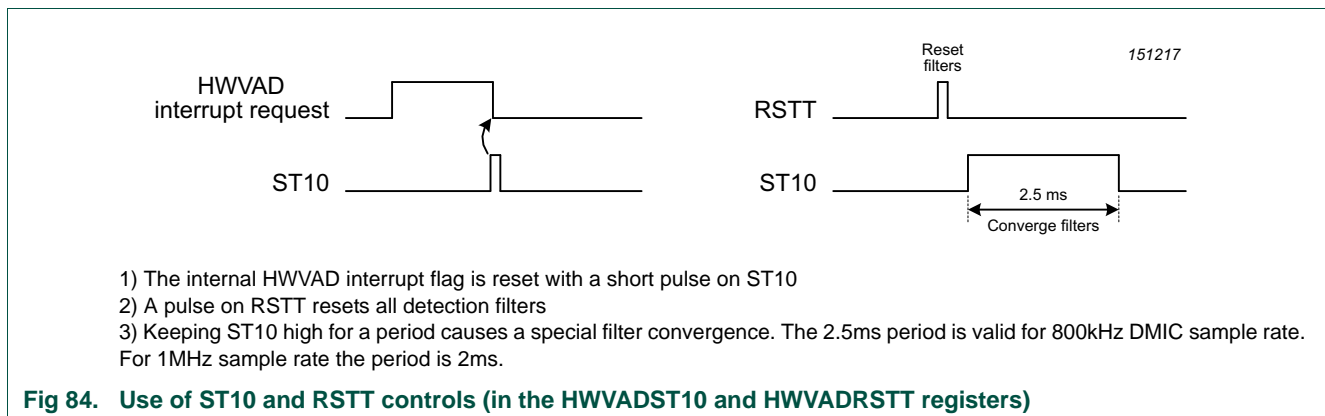 HWVAD
interrupt request
ST10
Reset
filters
151217
RSTT
ST10
2.5 ms
Converge filters
1) The internal HWVAD interrupt flag is reset with a short pulse on ST10
2) A pulse on RSTT resets all detection filters
3) Keeping ST10 high for a period causes a special filter convergence. The 2.5ms period is valid for 800kHz DMIC sample rate.
For 1MHz sample rate the period is 2ms.
Fig 84. Use of ST10 and RSTT controls (in the HWVADST10 and HWVADRSTT registers)